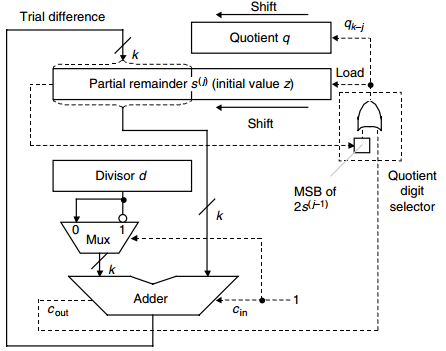 Shift
Trial difference
Quotient q
q_{k–j}
k
Load
Partial remainder s^{(j)} (initial value z)
Shift
Divisor d
MSB of
2s^{(j–1)}
Quotient
digit
selector
k
0
1
Mux
k
Adder
c_{out}
c_{in}
1